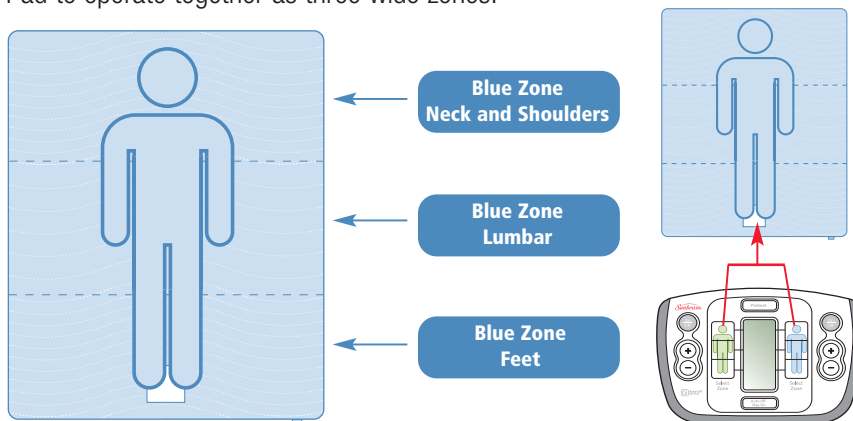 Pad to operate together as three wide zones.
Blue Zone
Neck and Shoulders
Blue Zone
Lumbar
Blue Zone
Feet
Sunbeam
Preheat
Select
Zone
Select
Zone